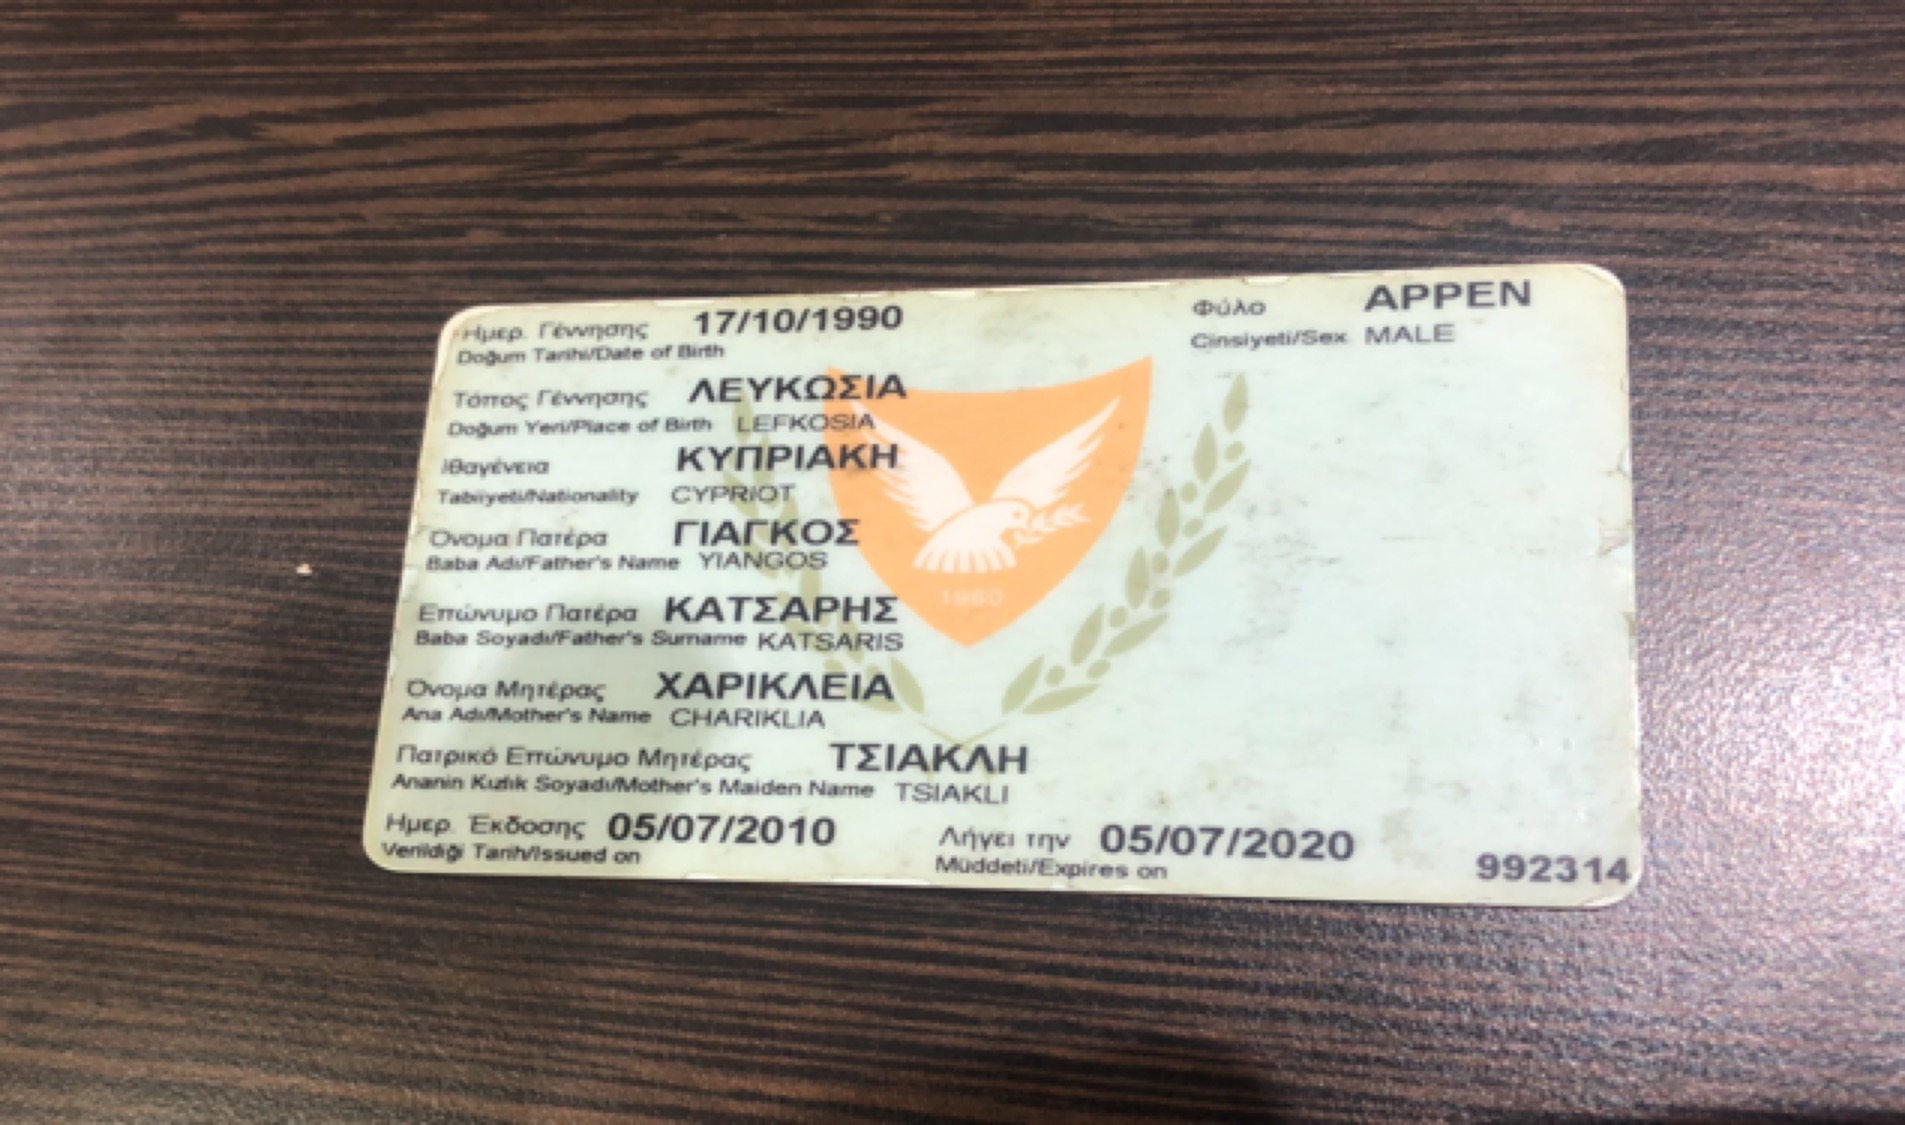 Ημερ. Γέννησης 17/10/1990
Doğum Tarihi/Date of Birth
Φύλο ΑΡΡΕΝ
Cinsiyeti/Sex MALE
Τόπος Γέννησης ΛΕΥΚΩΣΙΑ
Doğum Yeri/Place of Birth LEFKOSIA
Ιθαγένεια ΚΥΠΡΙΑΚΗ
Tabiiyeti/Nationality CYPRIOT
Όνομα Πατέρα ΓΙΑΓΚΟΣ
Baba Adı/Father's Name YIANGOS
1960
Επώνυμο Πατέρα ΚΑΤΣΑΡΗΣ
Baba Soyadı/Father's Surname KATSARIS
Όνομα Μητέρας ΧΑΡΙΚΛΕΙΑ
Ana Adı/Mother's Name CHARIKLIA
Πατρικό Επώνυμο Μητέρας ΤΣΙΑΚΛΗ
Ananin Kızlık Soyadı/Mother's Maiden Name TSIAKLI
Ημερ. Έκδοσης 05/07/2010 Λήγει την 05/07/2020
Verildiği Tarih/Issued on Müddeti/Expires on
992314